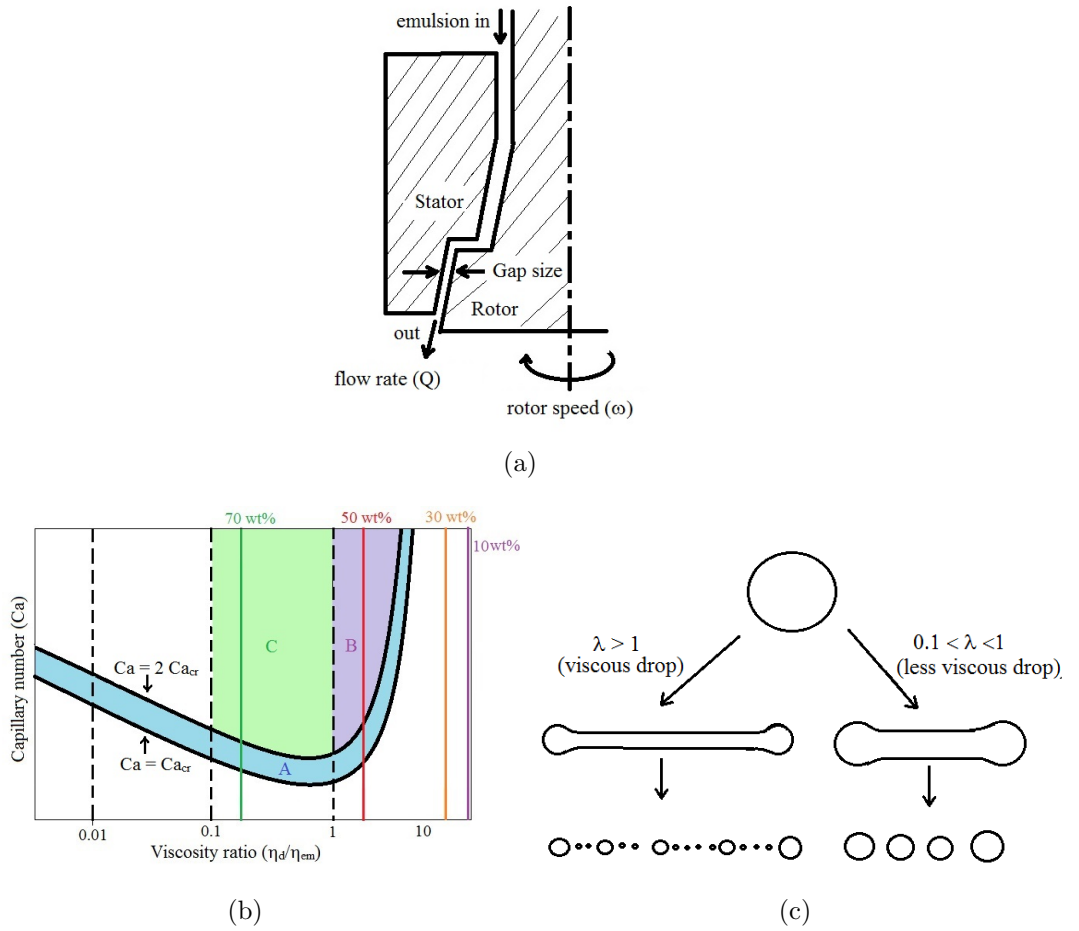 emulsion in
Stator
Gap size
Rotor
out
flow rate (Q)
rotor speed (ω)
(a)
70 wt%
50 wt%
30 wt%
10wt%
Capillary number (Ca)
C
B
Ca = 2 Ca_cr
A
Ca = Ca_cr
0.01
0.1
1
10
Viscosity ratio (η_d/η_em)
(b)
λ > 1
(viscous drop)
0.1 < λ <1
(less viscous drop)
(c)